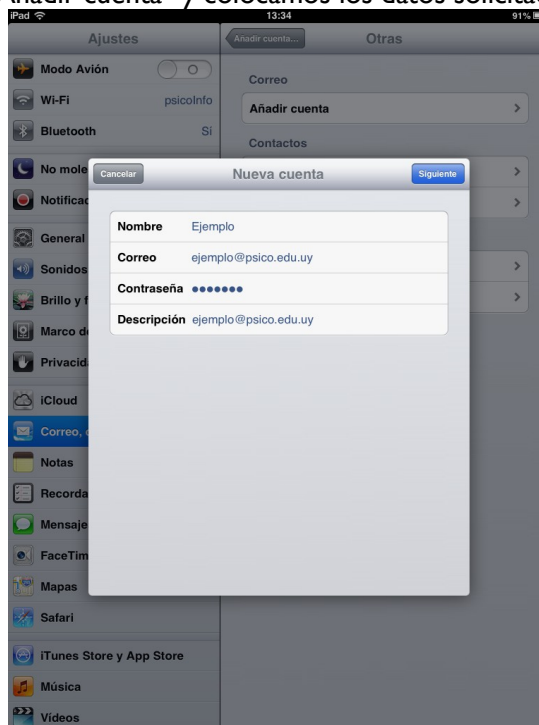 "Añadir cuenta" y colocamos los datos solicita
iPad 13:34 91%
Ajustes
Modo Avión
Wi-Fi psicoInfo
Bluetooth Sí
No mole
Notificac
General
Sonidos
Brillo y f
Marco d
Privacid
iCloud
Correo,
Notas
Recorda
Mensaje
FaceTim
Mapas
Safari
iTunes Store y App Store
Música
Vídeos
Añadir cuenta... Otras
Correo
Añadir cuenta
Contactos
Cancelar Nueva cuenta Siguiente
Nombre Ejemplo
Correo ejemplo@psico.edu.uy
Contraseña ●●●●●●●
Descripción ejemplo@psico.edu.uy